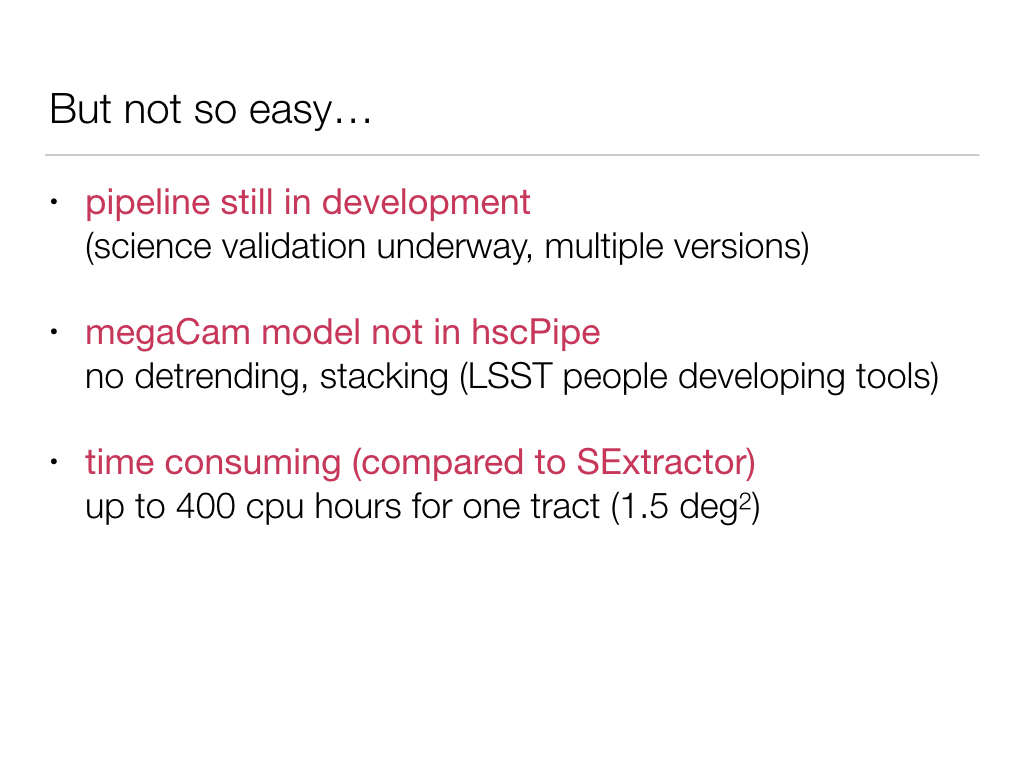 But not so easy…
• pipeline still in development
(science validation underway, multiple versions)
• megaCam model not in hscPipe
no detrending, stacking (LSST people developing tools)
• time consuming (compared to SExtractor)
up to 400 cpu hours for one tract (1.5 deg²)